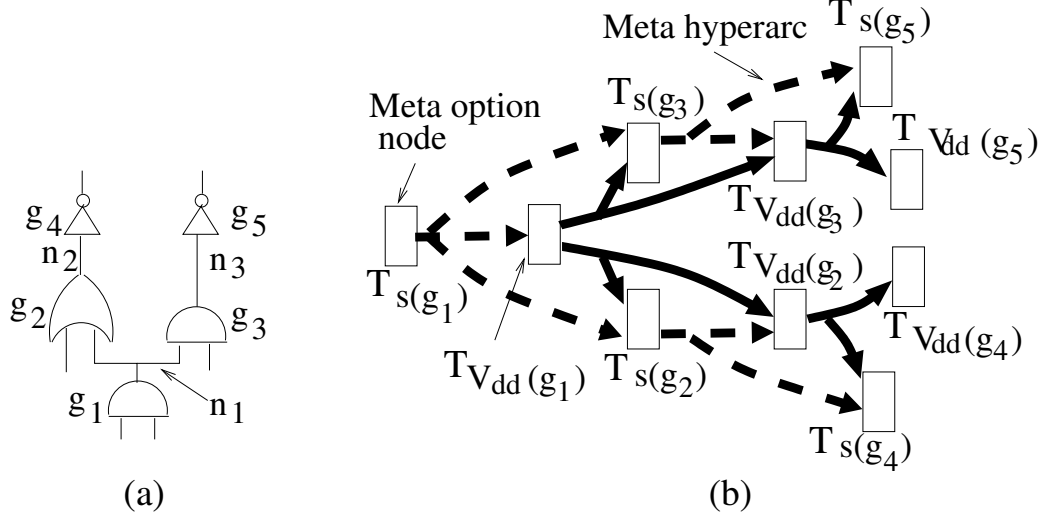 g4
n2
g5
n3
g2
g3
g1
n1
(a)
Meta hyperarc
Meta option
node
T s(g5)
T s(g3)
T Vdd (g5)
T Vdd(g3)
T s(g1)
T Vdd(g2)
T Vdd (g1)
T s(g2)
T Vdd(g4)
T s(g4)
(b)